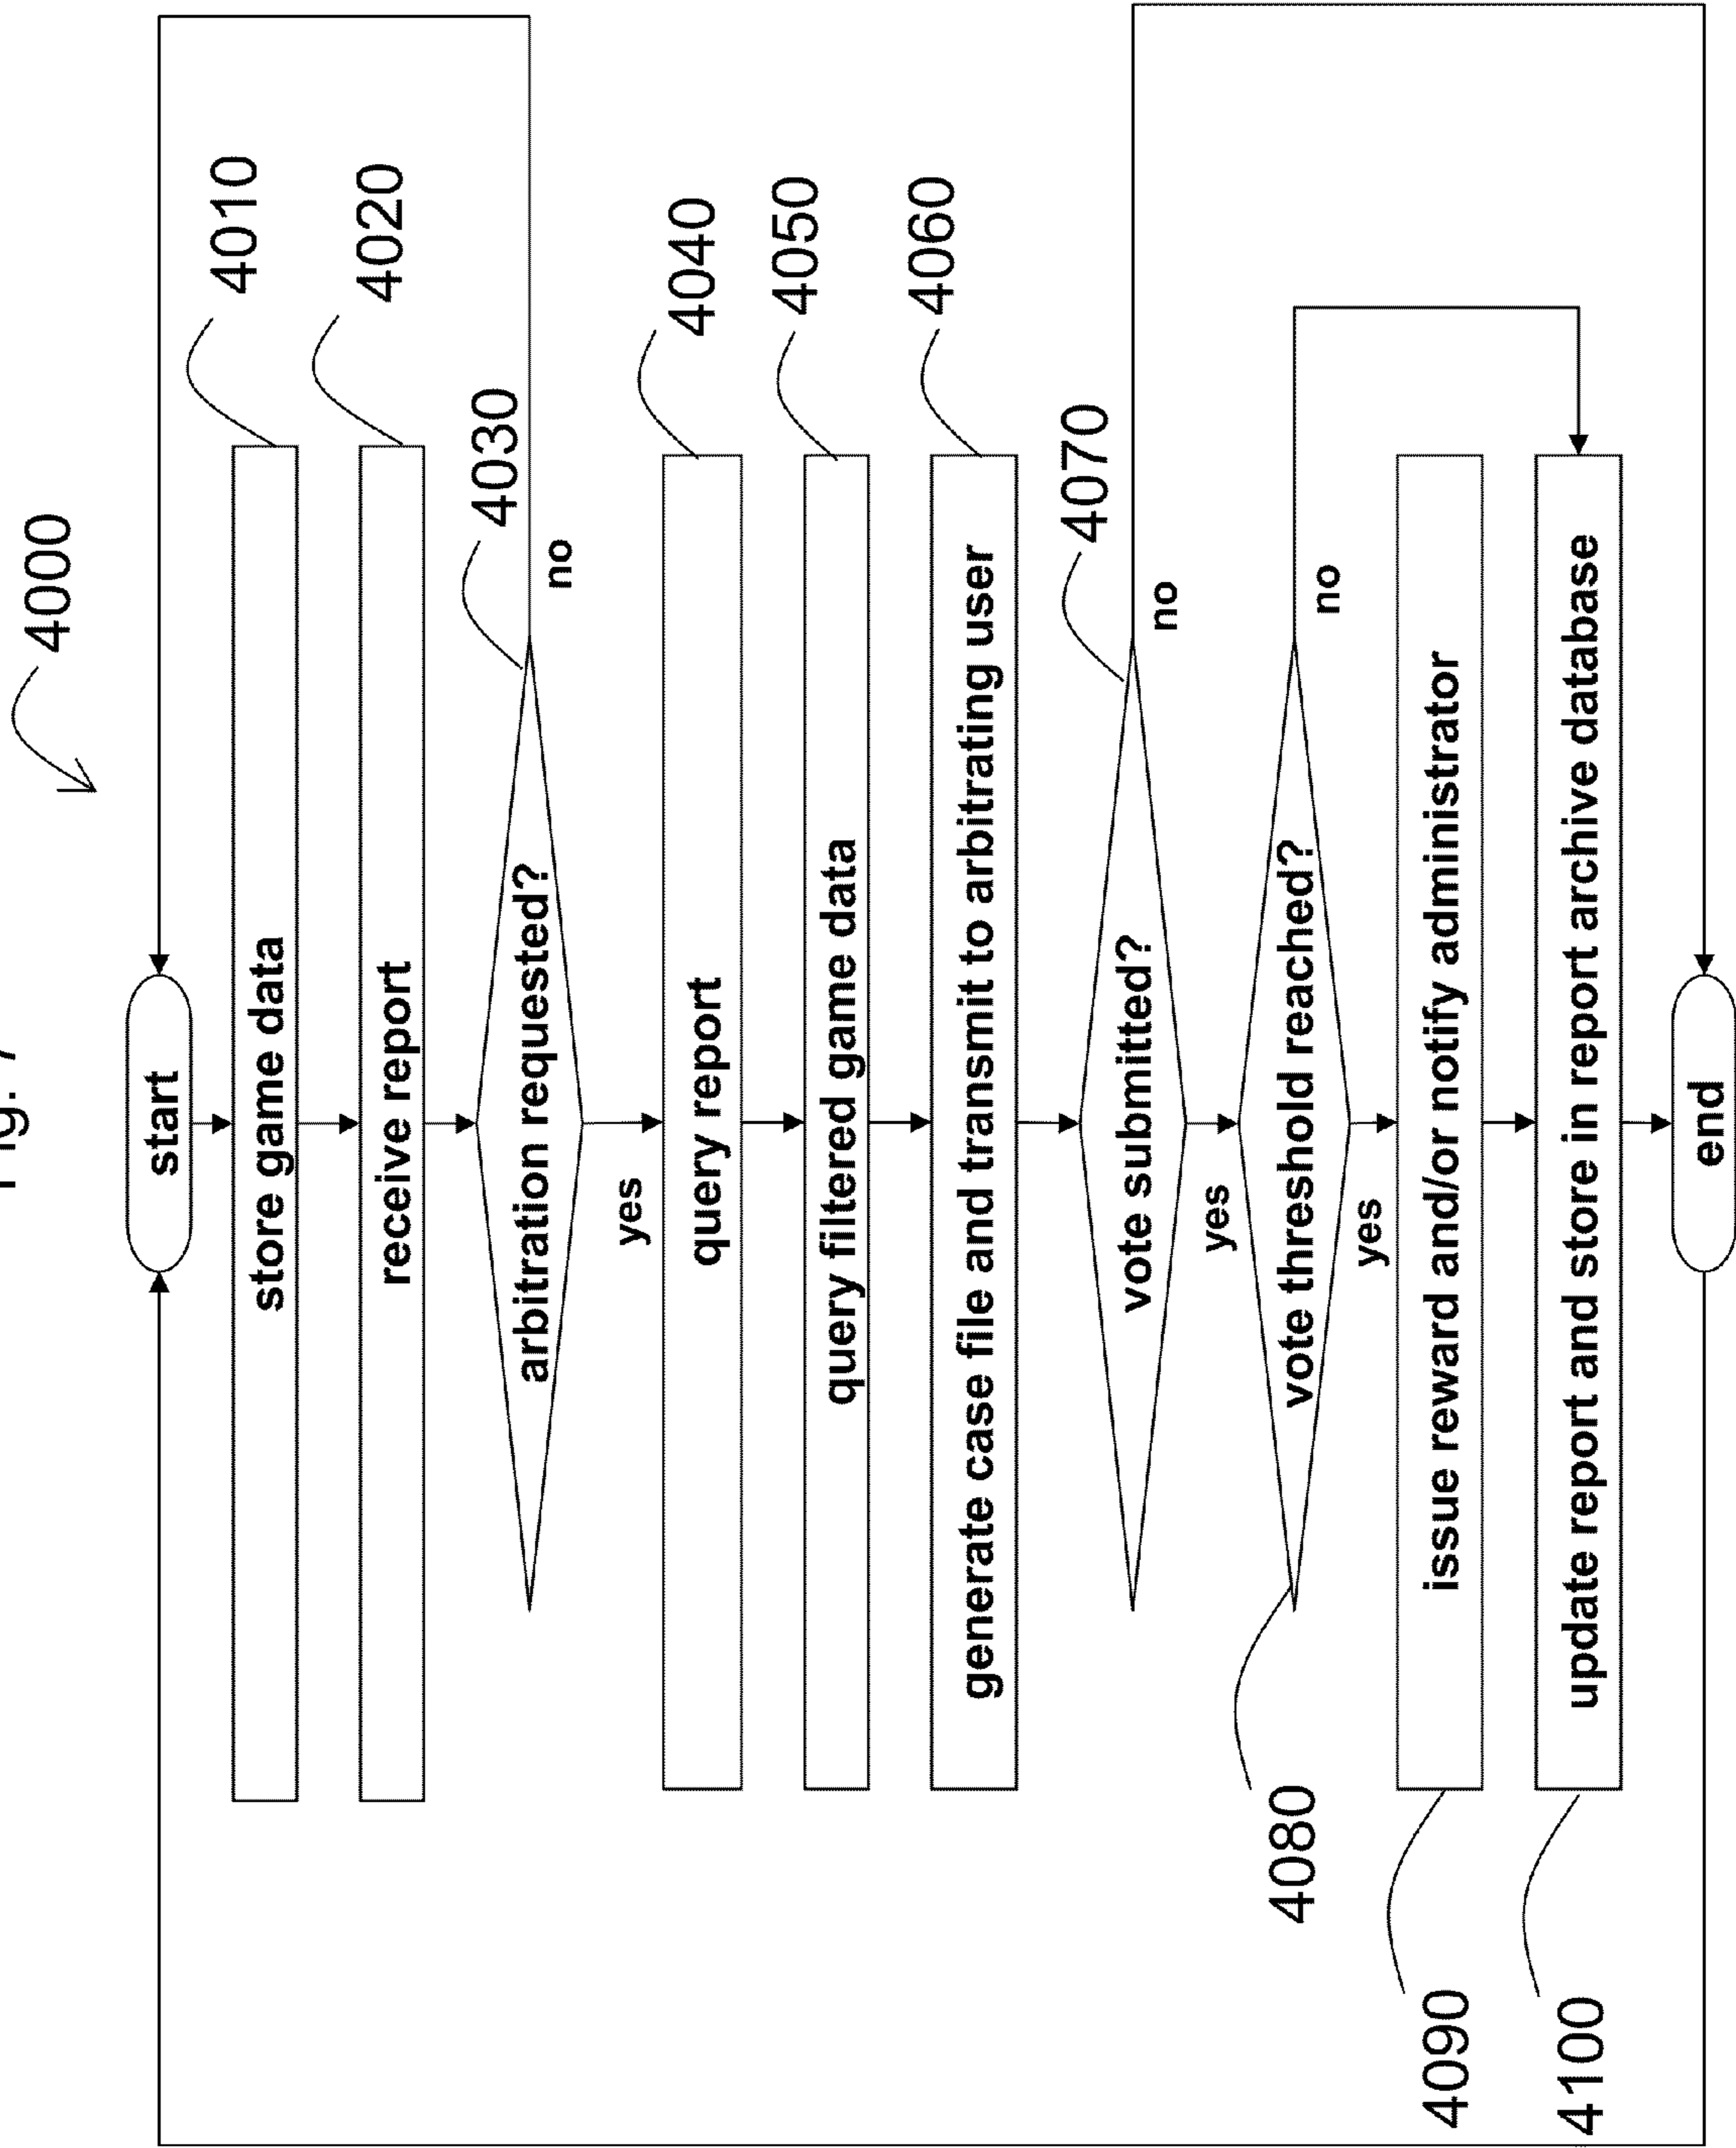 Fig. 7
4000
start
store game data
4010
receive report
4020
arbitration requested?
4030
no
yes
query report
4040
query filtered game data
4050
generate case file and transmit to arbitrating user
4060
vote submitted?
4070
no
yes
vote threshold reached?
4080
no
yes
issue reward and/or notify administrator
4090
update report and store in report archive database
4100
end